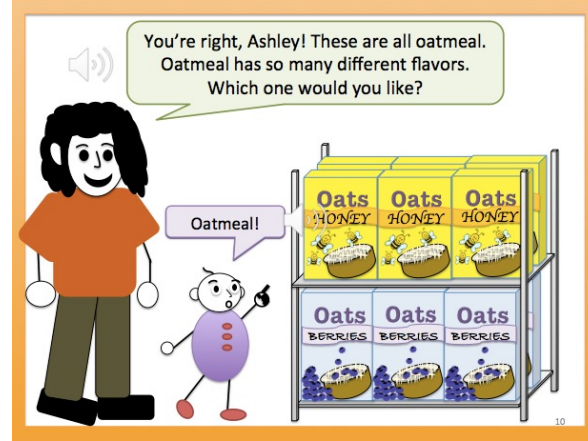 You're right, Ashley! These are all oatmeal.
Oatmeal has so many different flavors.
Which one would you like?
Oatmeal!
Oats Oats Oats
HONEY HONEY HONEY
Oats Oats Oats
BERRIES BERRIES BERRIES
10